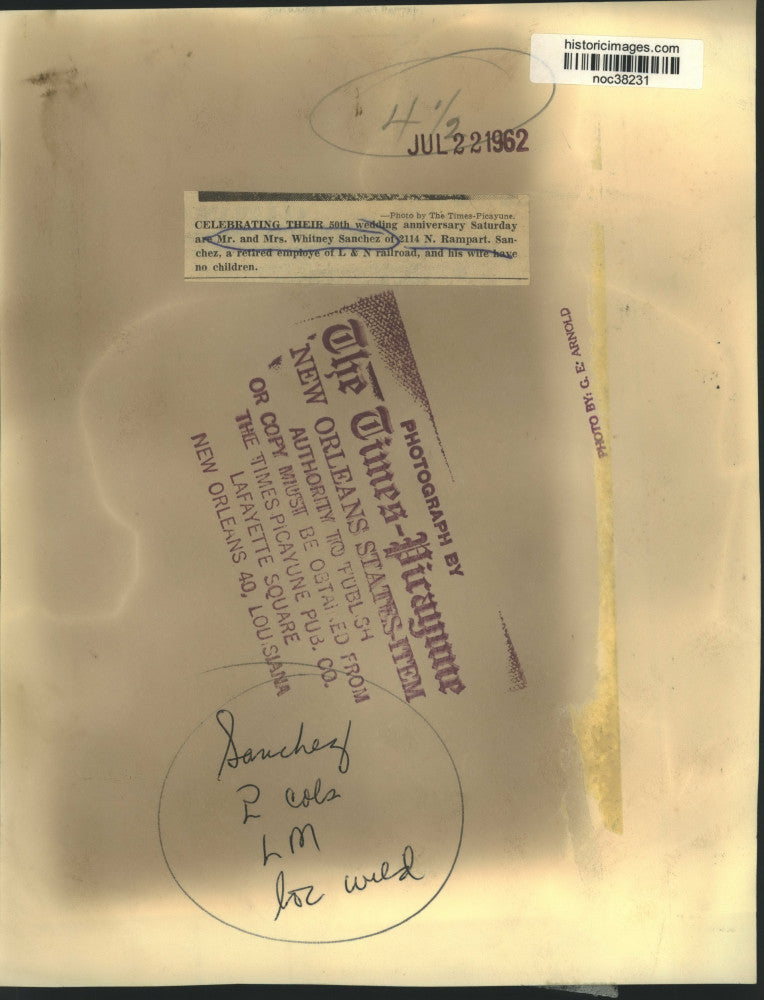 historicimages.com
noc38231
4 1/2
JUL 22 1962
—Photo by The Times-Picayune.
CELEBRATING THEIR 50th wedding anniversary Saturday
are Mr. and Mrs. Whitney Sanchez of 2114 N. Rampart. San-
chez, a retired employe of L & N railroad, and his wife have
no children.
PHOTO BY: G. E. ARNOLD
PHOTOGRAPH BY
The Times-Picayune
NEW ORLEANS STATES-ITEM
AUTHORITY TO PUBLISH
OR COPY MUST BE OBTAINED FROM
THE TIMES-PICAYUNE PUB. CO.
LAFAYETTE SQUARE
NEW ORLEANS 40, LOUISIANA
Sanchez
2 cols
LM